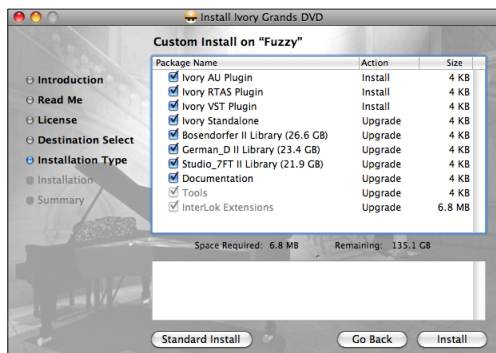 Install Ivory Grands DVD
Custom Install on “Fuzzy”
Introduction
Read Me
License
Destination Select
Installation Type
Installation
Summary
Package Name Action Size
Ivory AU Plugin Install 4 KB
Ivory RTAS Plugin Install 4 KB
Ivory VST Plugin Install 4 KB
Ivory Standalone Upgrade 4 KB
Bosendorfer II Library (26.6 GB) Upgrade 4 KB
German_D II Library (23.4 GB) Upgrade 4 KB
Studio_7FT II Library (21.9 GB) Upgrade 4 KB
Documentation Upgrade 4 KB
Tools Upgrade 4 KB
InterLok Extensions Upgrade 6.8 MB
Space Required: 6.8 MB Remaining: 135.1 GB
Standard Install Go Back Install